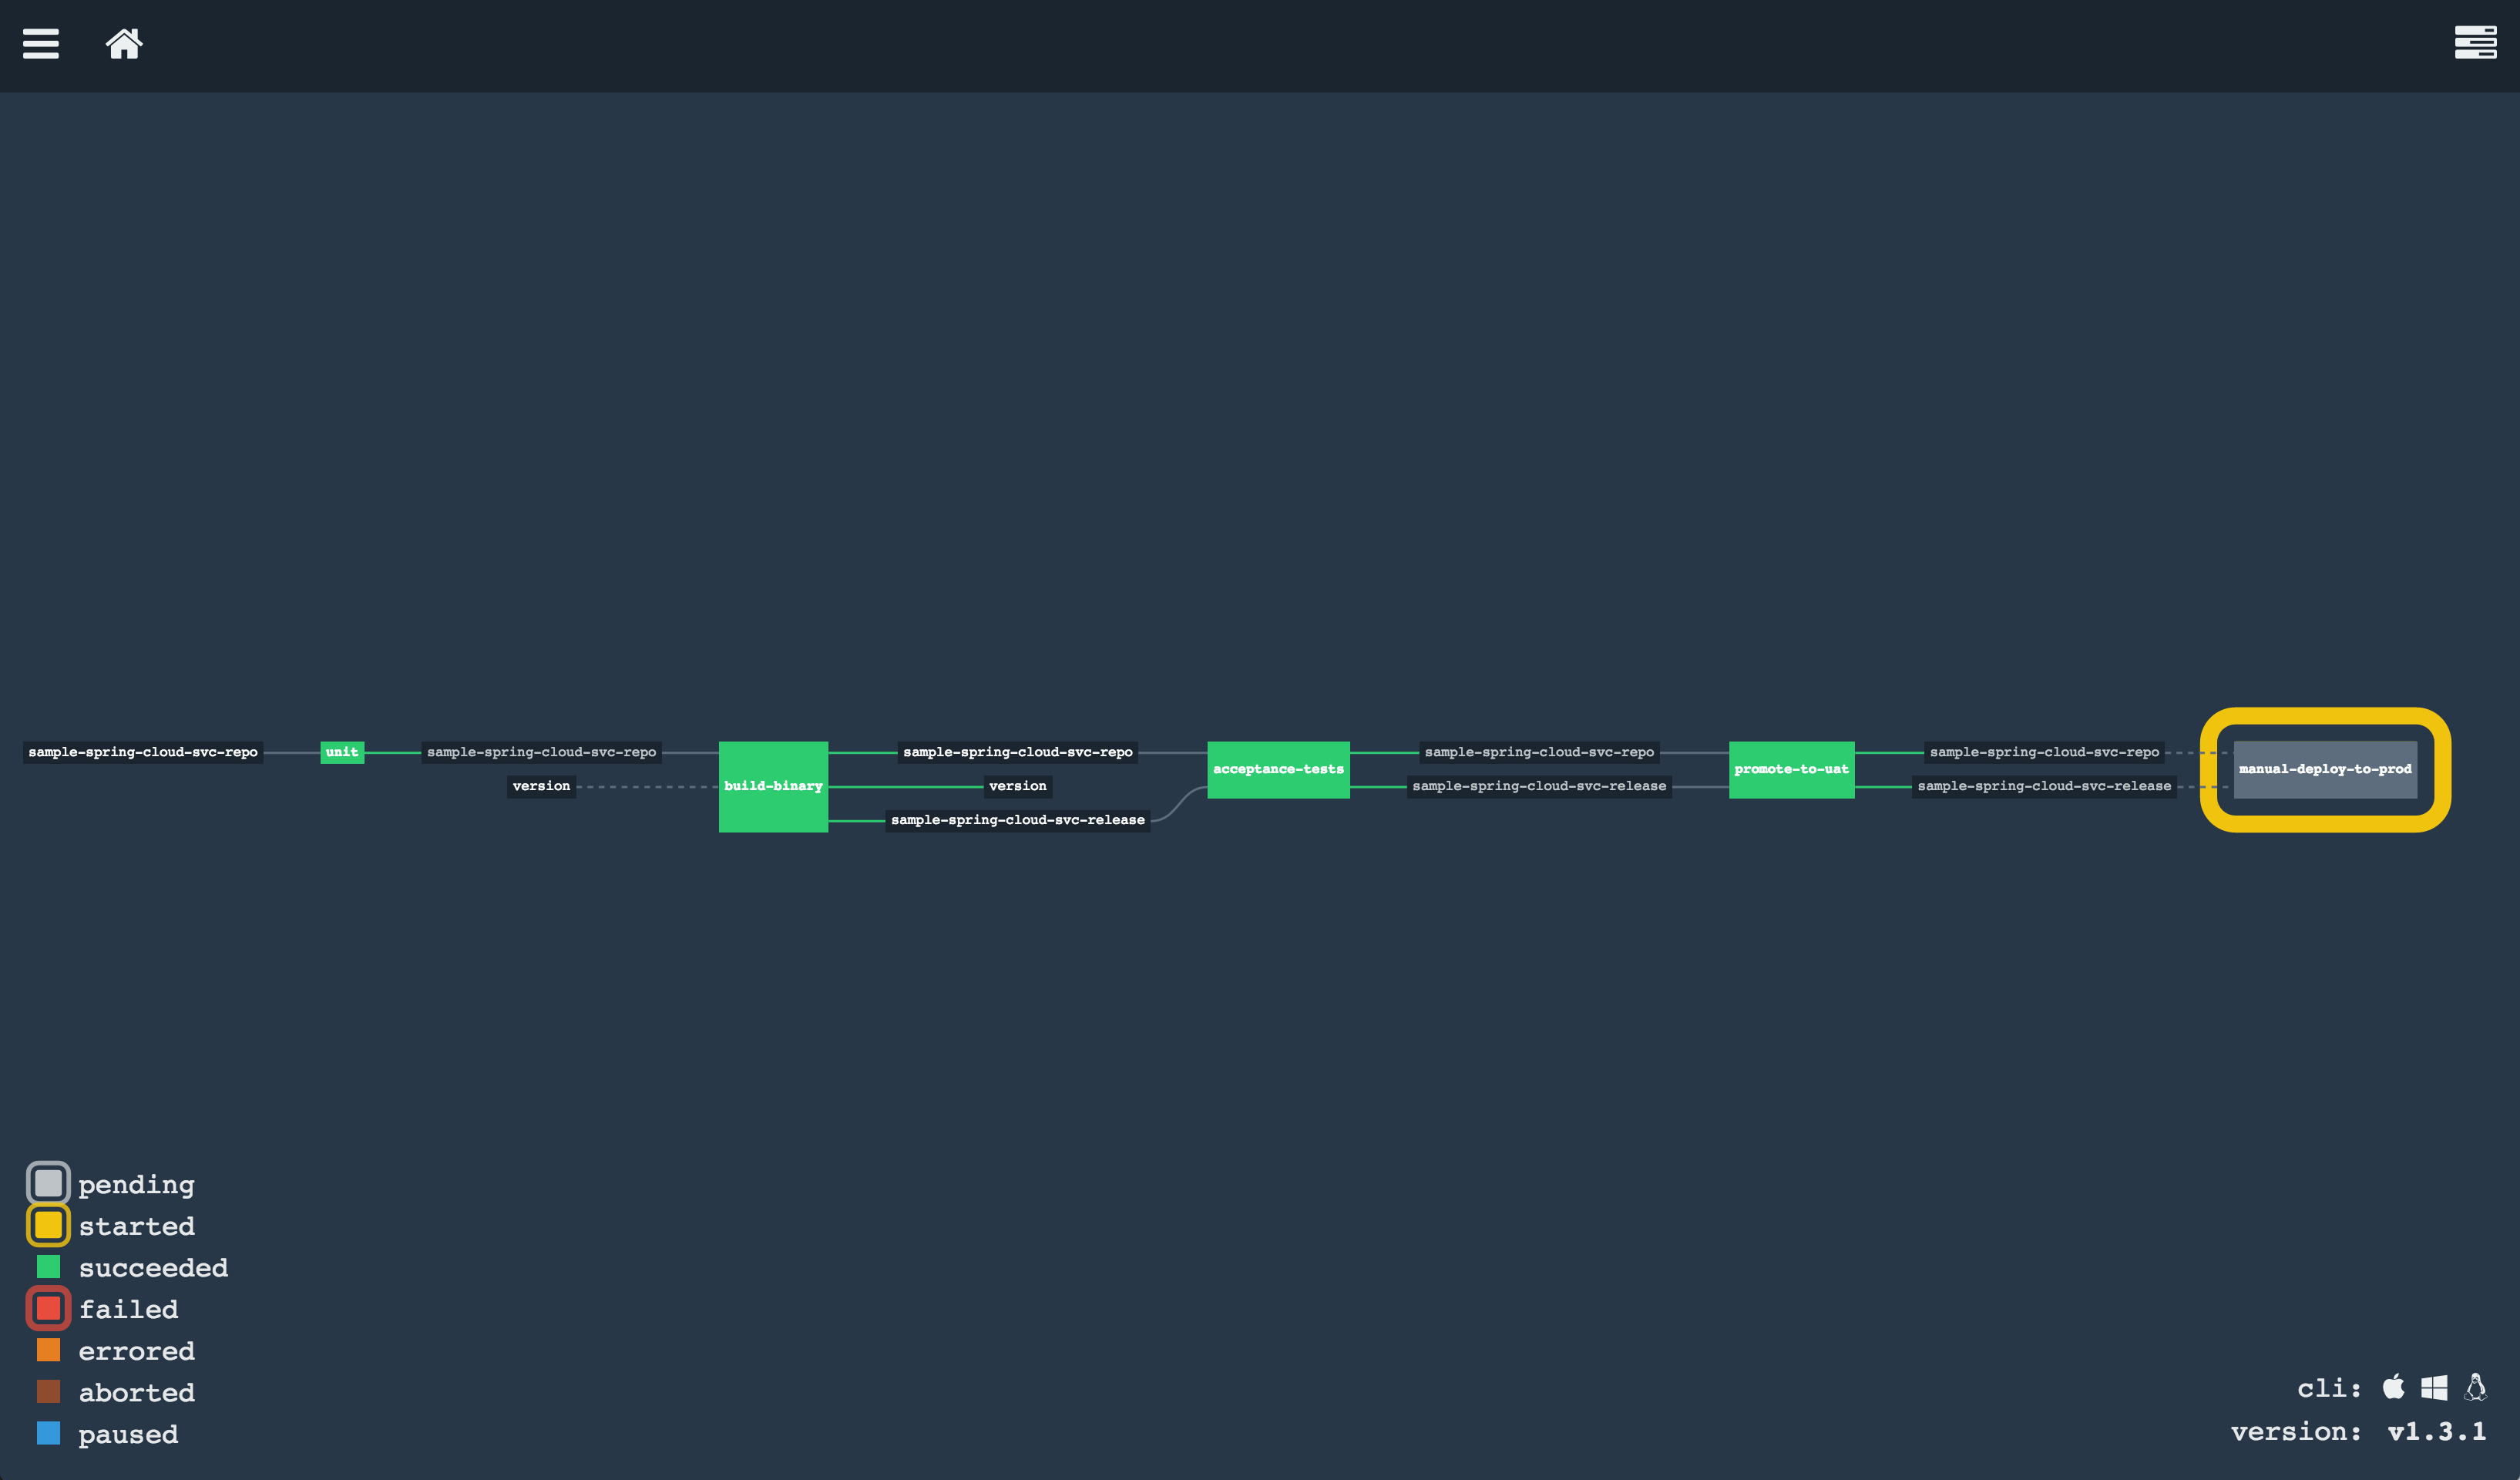 sample-spring-cloud-svc-repo unit sample-spring-cloud-svc-repo sample-spring-cloud-svc-repo sample-spring-cloud-svc-repo sample-spring-cloud-svc-repo
acceptance-tests promote-to-uat manual-deploy-to-prod
version build-binary version sample-spring-cloud-svc-release sample-spring-cloud-svc-release
sample-spring-cloud-svc-release
pending
started
succeeded
failed
errored
aborted
paused
cli:
version: v1.3.1